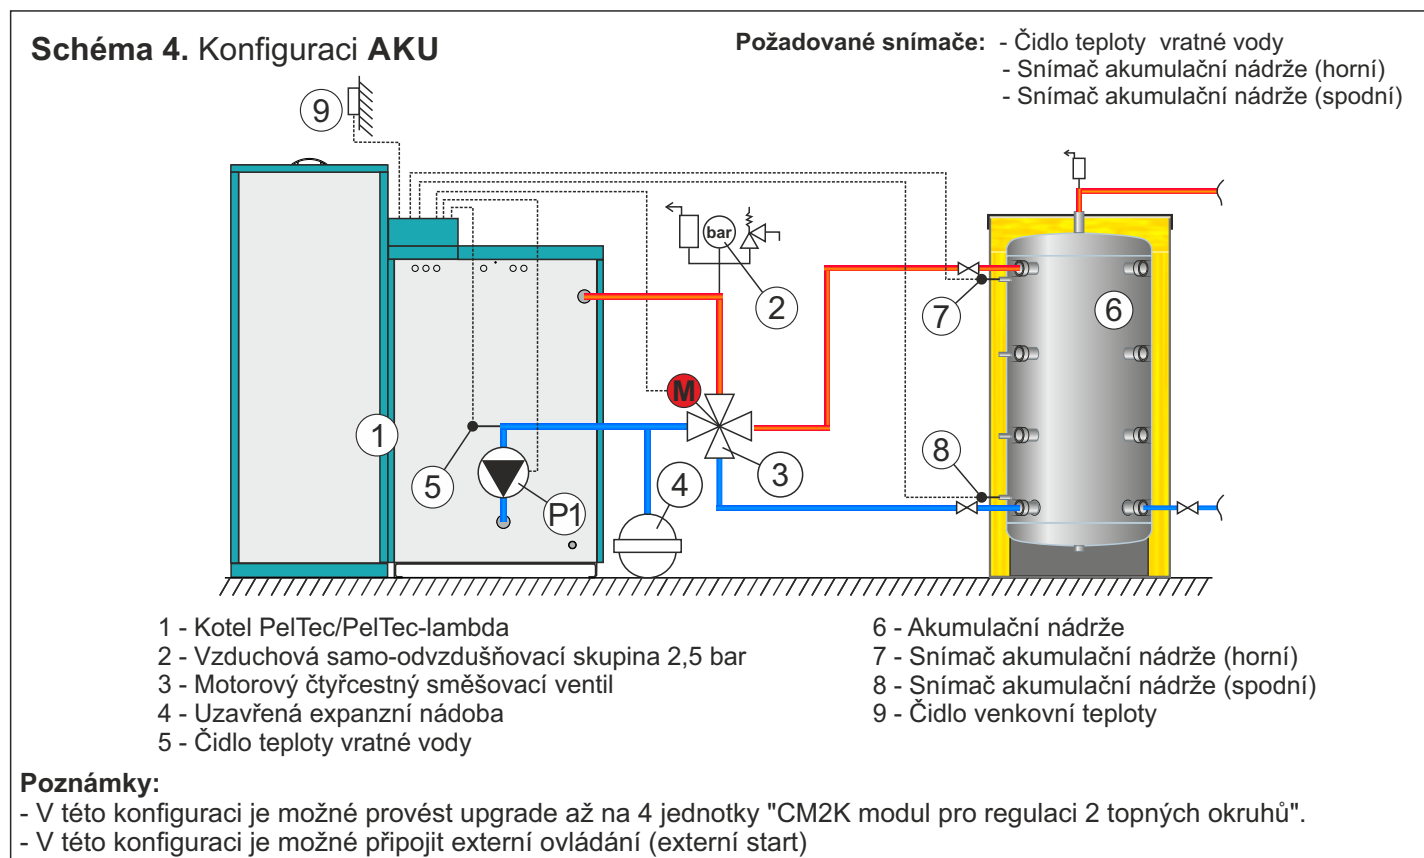 Schéma 4. Konfiguraci AKU
Požadované snímače: - Čidlo teploty vratné vody
- Snímač akumulační nádrže (horní)
- Snímač akumulační nádrže (spodní)
9
bar
2
7
6
M
1
5
P1
4
3
8
1 - Kotel PelTec/PelTec-lambda
2 - Vzduchová samo-odvzdušňovací skupina 2,5 bar
3 - Motorový čtyřcestný směšovací ventil
4 - Uzavřená expanzní nádoba
5 - Čidlo teploty vratné vody
6 - Akumulační nádrže
7 - Snímač akumulační nádrže (horní)
8 - Snímač akumulační nádrže (spodní)
9 - Čidlo venkovní teploty
Poznámky:
- V této konfiguraci je možné provést upgrade až na 4 jednotky "CM2K modul pro regulaci 2 topných okruhů".
- V této konfiguraci je možné připojit externí ovládání (externí start)